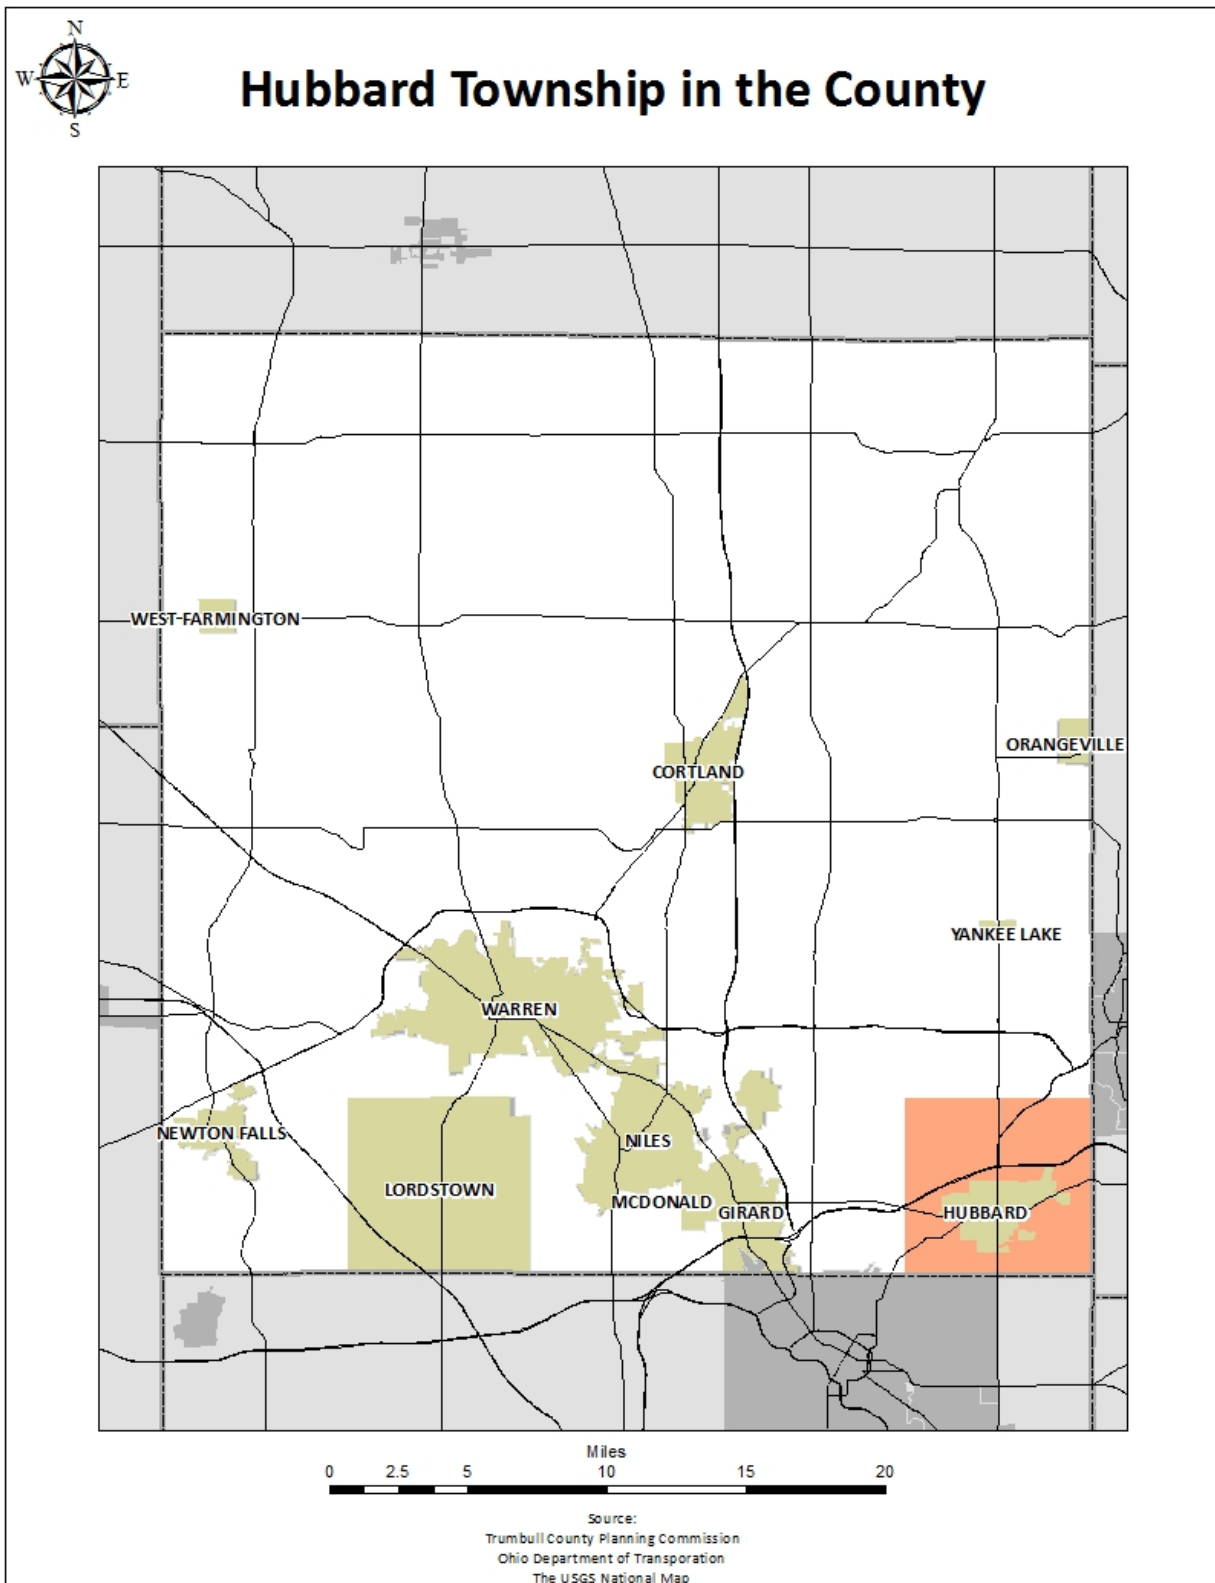 N
W E
S
Hubbard Township in the County
WEST FARMINGTON
ORANGEVILLE
CORTLAND
YANKEE LAKE
WARREN
NEWTON FALLS
NILES
LORDSTOWN
MCDONALD
GIRARD
HUBBARD
Miles
0 2.5 5 10 15 20
Source:
Trumbull County Planning Commission
Ohio Department of Transporation
The USGS National Map